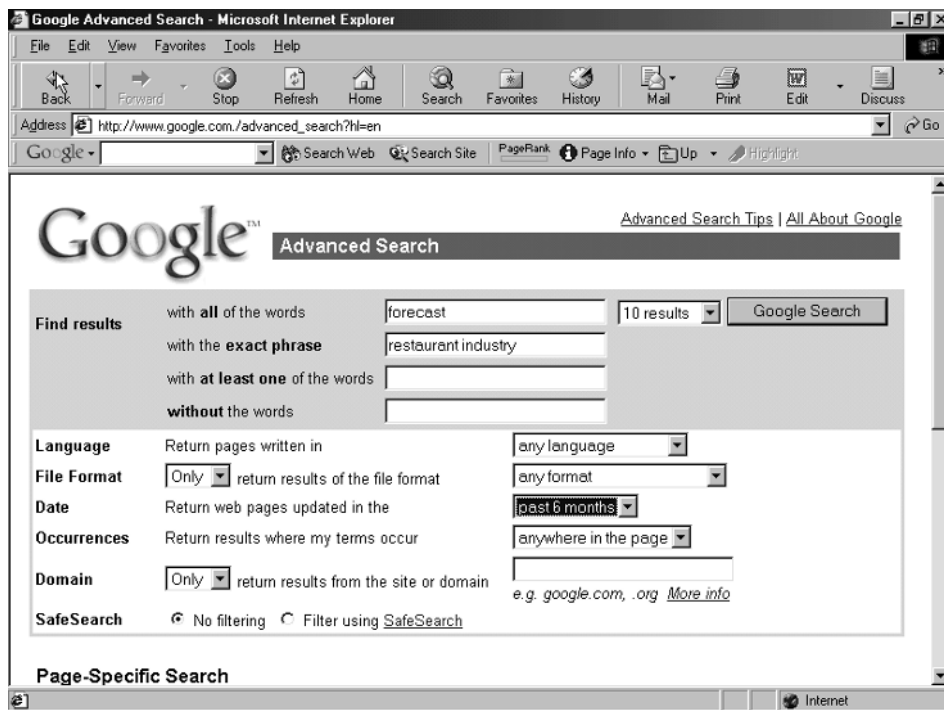 Google Advanced Search - Microsoft Internet Explorer
File Edit View Favorites Tools Help
Back Forward Stop Refresh Home Search Favorites History Mail Print Edit Discuss
Address http://www.google.com./advanced_search?hl=en Go
Google Search Web Search Site PageRank Page Info Up Highlight
Google™ Advanced Search Tips | All About Google
Advanced Search
Find results with all of the words forecast 10 results Google Search
with the exact phrase restaurant industry
with at least one of the words
without the words
Language Return pages written in any language
File Format Only return results of the file format any format
Date Return web pages updated in the past 6 months
Occurrences Return results where my terms occur anywhere in the page
Domain Only return results from the site or domain
e.g. google.com, .org More info
SafeSearch No filtering Filter using SafeSearch
Page-Specific Search
Internet